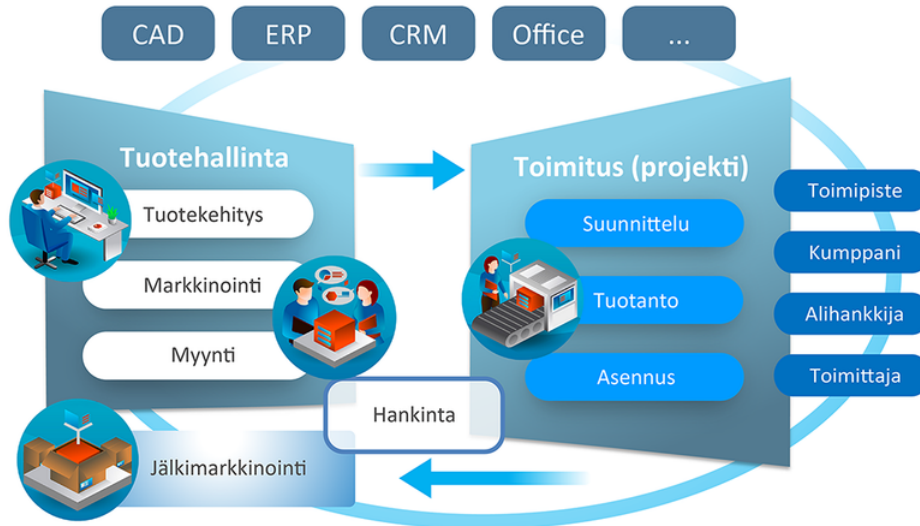 CAD
ERP
CRM
Office
...
Tuotehallinta
Tuotekehitys
Markkinointi
Myynti
Toimitus (projekti)
Suunnittelu
Tuotanto
Asennus
Toimipiste
Kumppani
Alihankkija
Toimittaja
Hankinta
Jälkimarkkinointi